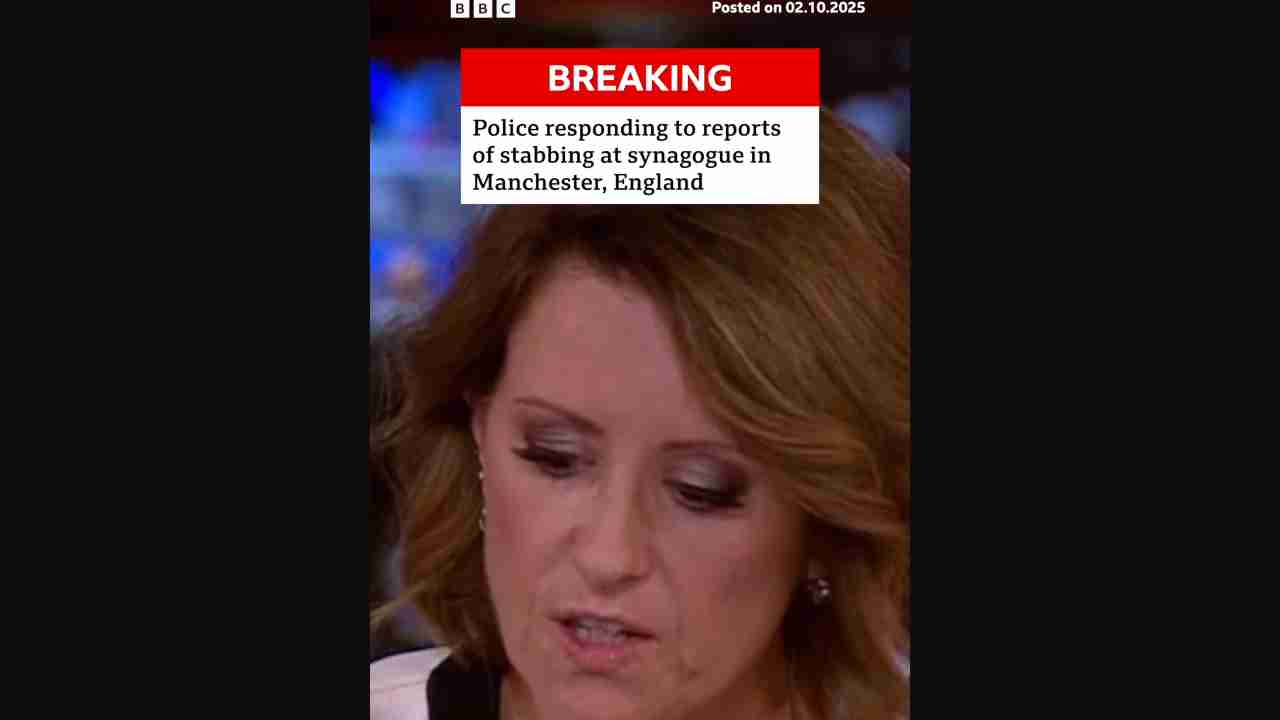 BBC
Posted on 02.10.2025
BREAKING
Police responding to reports
of stabbing at synagogue in
Manchester, England